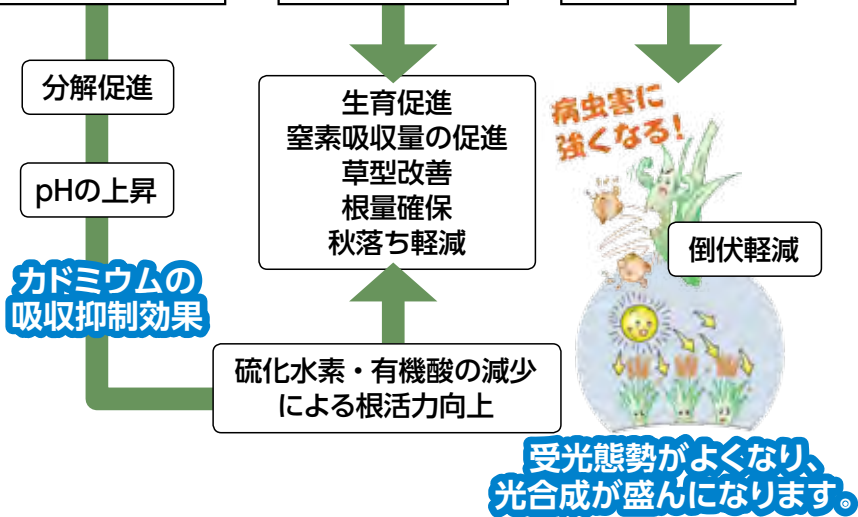 分解促進
pHの上昇
カドミウムの
吸収抑制効果
生育促進
窒素吸収量の促進
草型改善
根量確保
秋落ち軽減
硫化水素・有機酸の減少
による根活力向上
病虫害に
強くなる!
倒伏軽減
受光態勢がよくなり、
光合成が盛んになります。